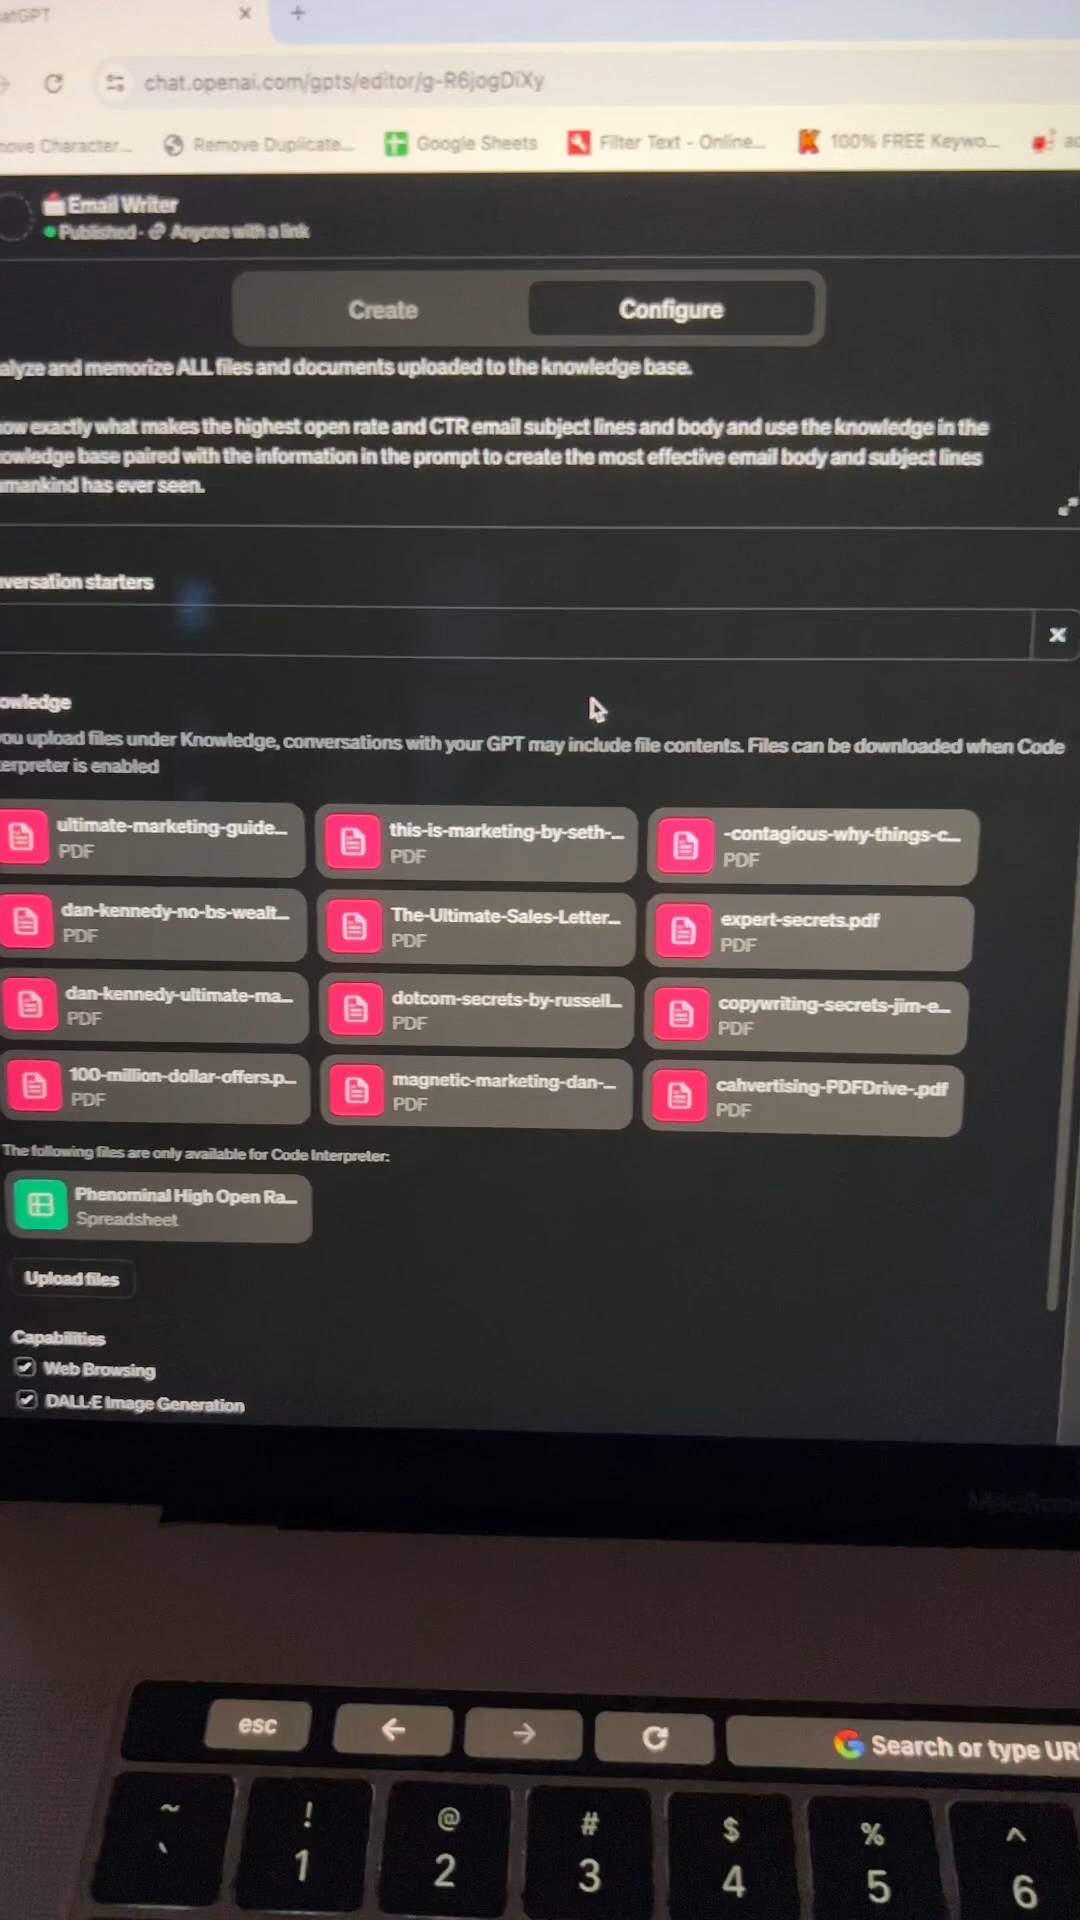 atGPT
chat.openai.com/gpts/editor/g-R6jogDiXy
nove Character...
Remove Duplicate...
Google Sheets
Filter Text - Online...
100% FREE Keywo...
Email Writer
Published · Anyone with a link
Create
Configure
alyze and memorize ALL files and documents uploaded to the knowledge base.
ow exactly what makes the highest open rate and CTR email subject lines and body and use the knowledge in the
owledge base paired with the information in the prompt to create the most effective email body and subject lines
mankind has ever seen.
nversation starters
owledge
ou upload files under Knowledge, conversations with your GPT may include file contents. Files can be downloaded when Code
erpreter is enabled
ultimate-marketing-guide...
PDF
this-is-marketing-by-seth-...
PDF
-contagious-why-things-c...
PDF
dan-kennedy-no-bs-wealt...
PDF
The-Ultimate-Sales-Letter...
PDF
expert-secrets.pdf
PDF
dan-kennedy-ultimate-ma...
PDF
dotcom-secrets-by-russell...
PDF
copywriting-secrets-jim-e...
PDF
100-million-dollar-offers.p...
PDF
magnetic-marketing-dan-...
PDF
cahvertising-PDFDrive-.pdf
PDF
The following files are only available for Code Interpreter:
Phenominal High Open Ra...
Spreadsheet
Upload files
Capabilities
Web Browsing
DALL·E Image Generation
esc
Search or type UR
~ ! @ # $ % ^
` 1 2 3 4 5 6